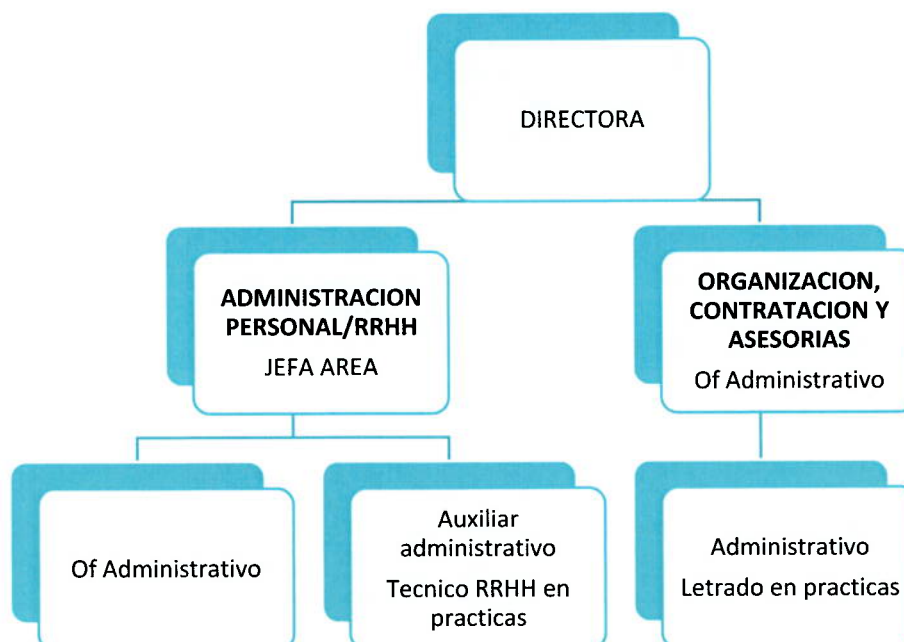 DIRECTORA
ADMINISTRACION
PERSONAL/RRHH
JEFA AREA
ORGANIZACION,
CONTRATACION Y
ASESORIAS
Of Administrativo
Of Administrativo
Auxiliar
administrativo
Tecnico RRHH en
practicas
Administrativo
Letrado en practicas